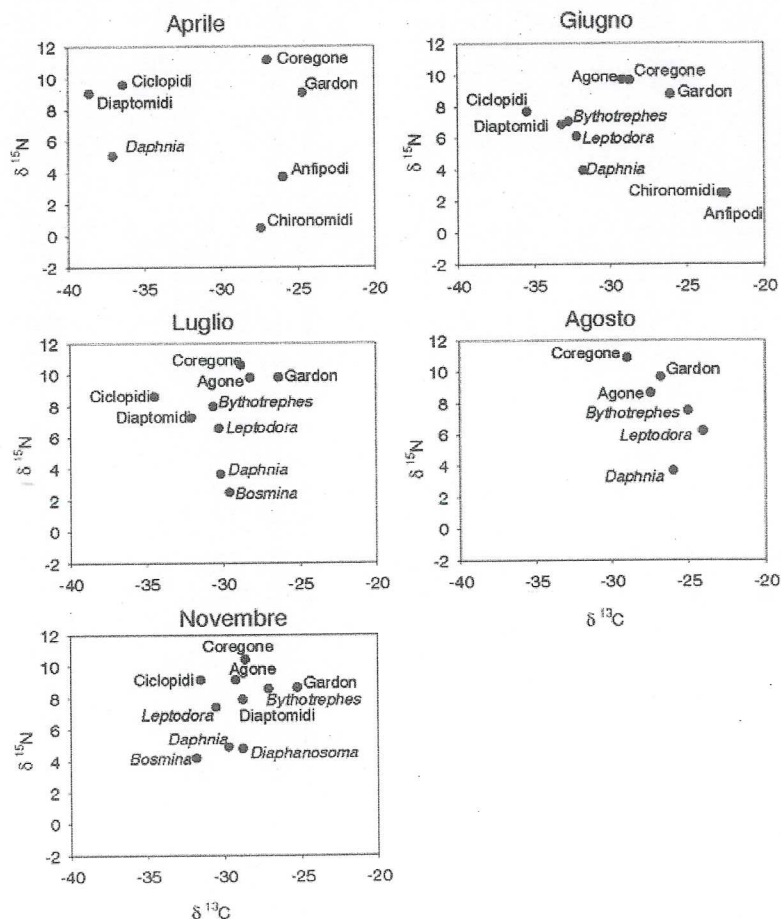 Aprile
δ 15N
12
10
8
6
4
2
0
-2
Coregone
Ciclopidi
Gardon
Diaptomidi
Daphnia
Anfipodi
Chironomidi
-40 -35 -30 -25 -20
Giugno
δ 15N
12
10
8
6
4
2
0
-2
Agone Coregone
Gardon
Ciclopidi
Bythotrephes
Diaptomidi
Leptodora
Daphnia
Chironomidi
Anfipodi
-40 -35 -30 -25 -20
Luglio
δ 15N
12
10
8
6
4
2
0
-2
Coregone
Agone Gardon
Ciclopidi
Bythotrephes
Diaptomidi
Leptodora
Daphnia
Bosmina
-40 -35 -30 -25 -20
Agosto
δ 15N
12
10
8
6
4
2
0
-2
Coregone
Gardon
Agone
Bythotrephes
Leptodora
Daphnia
-40 -35 -30 -25 -20
δ 13C
Novembre
δ 15N
12
10
8
6
4
2
0
-2
Coregone
Agone
Ciclopidi
Gardon
Bythotrephes
Leptodora
Diaptomidi
Daphnia
Diaphanosoma
Bosmina
-40 -35 -30 -25 -20
δ 13C